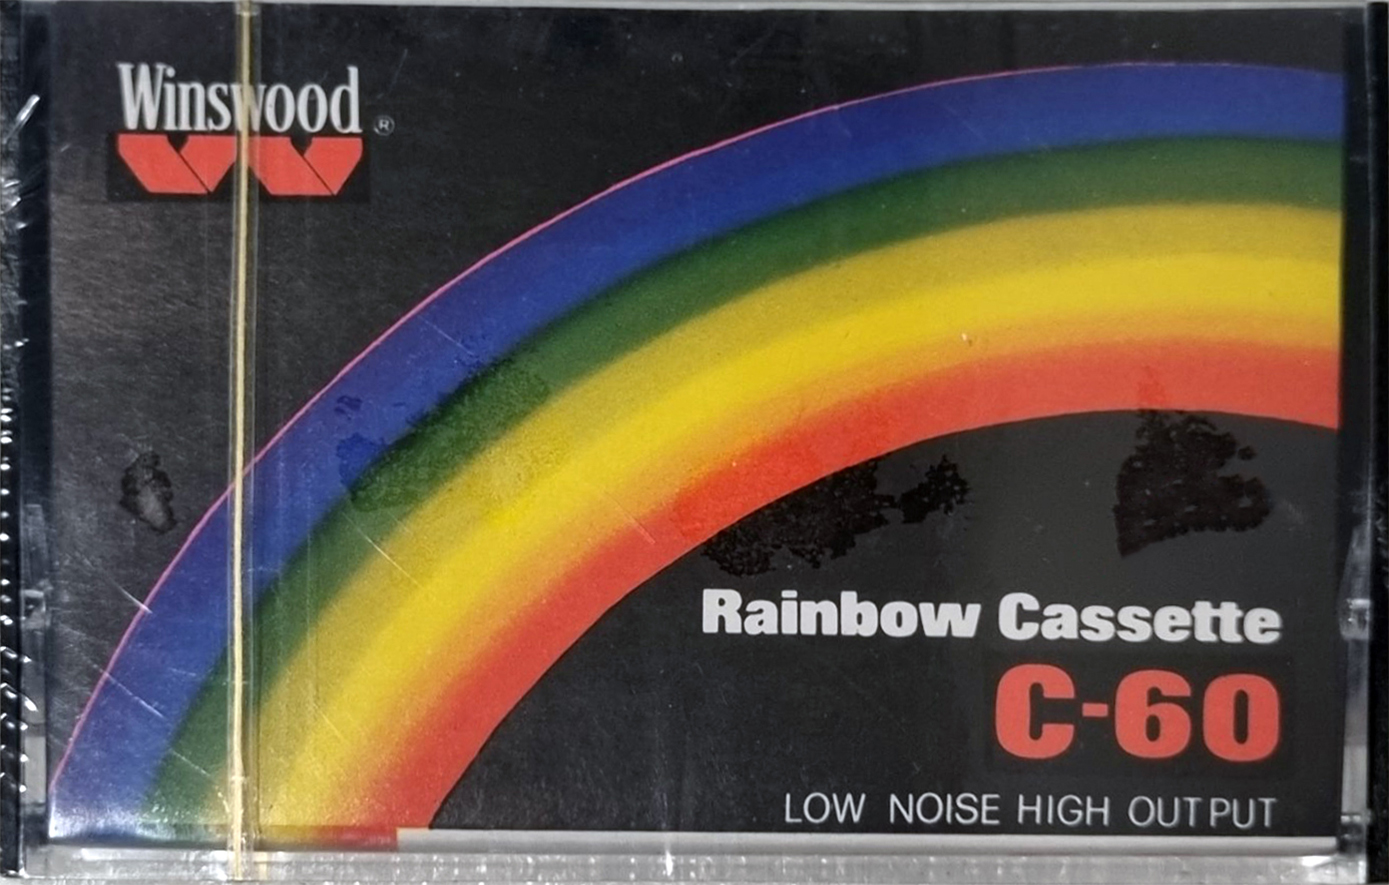 Winswood ®
Rainbow Cassette
C-60
LOW NOISE HIGH OUTPUT